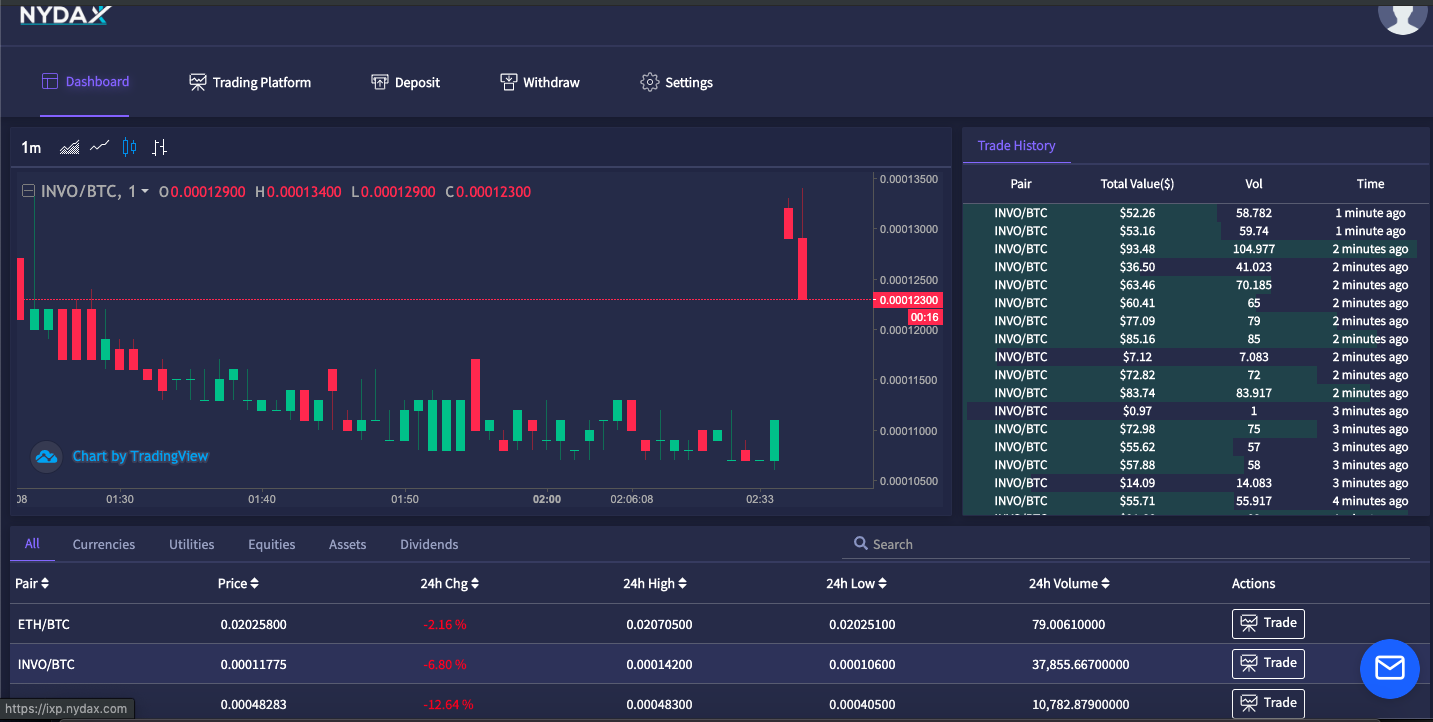 NYDAX
Dashboard Trading Platform Deposit Withdraw Settings
1m
INVO/BTC, 1 O0.00012900 H0.00013400 L0.00012900 C0.00012300
0.00013500
0.00013000
0.00012500
0.00012300
00:16
0.00012000
0.00011500
0.00011000
0.00010500
Chart by TradingView
08 01:30 01:40 01:50 02:00 02:06:08 02:33
Trade History
Pair Total Value($) Vol Time
INVO/BTC $52.26 58.782 1 minute ago
INVO/BTC $53.16 59.74 1 minute ago
INVO/BTC $93.48 104.977 2 minutes ago
INVO/BTC $36.50 41.023 2 minutes ago
INVO/BTC $63.46 70.185 2 minutes ago
INVO/BTC $60.41 65 2 minutes ago
INVO/BTC $77.09 79 2 minutes ago
INVO/BTC $85.16 85 2 minutes ago
INVO/BTC $7.12 7.083 2 minutes ago
INVO/BTC $72.82 72 2 minutes ago
INVO/BTC $83.74 83.917 2 minutes ago
INVO/BTC $0.97 1 3 minutes ago
INVO/BTC $72.98 75 3 minutes ago
INVO/BTC $55.62 57 3 minutes ago
INVO/BTC $57.88 58 3 minutes ago
INVO/BTC $14.09 14.083 3 minutes ago
INVO/BTC $55.71 55.917 4 minutes ago
All Currencies Utilities Equities Assets Dividends Search
Pair Price 24h Chg 24h High 24h Low 24h Volume Actions
ETH/BTC 0.02025800 -2.16 % 0.02070500 0.02025100 79.00610000 Trade
INVO/BTC 0.00011775 -6.80 % 0.00014200 0.00010600 37,855.66700000 Trade
0.00048283 -12.64 % 0.00048300 0.00040500 10,782.87900000 Trade
https://ixp.nydax.com